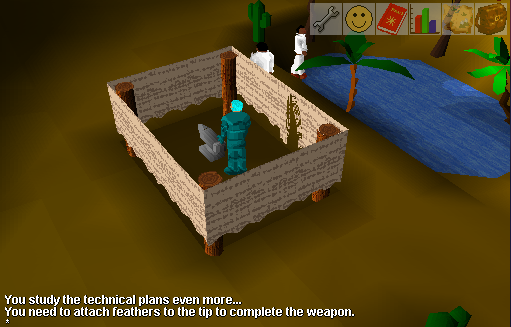 You study the technical plans even more...
You need to attach feathers to the tip to complete the weapon.
*